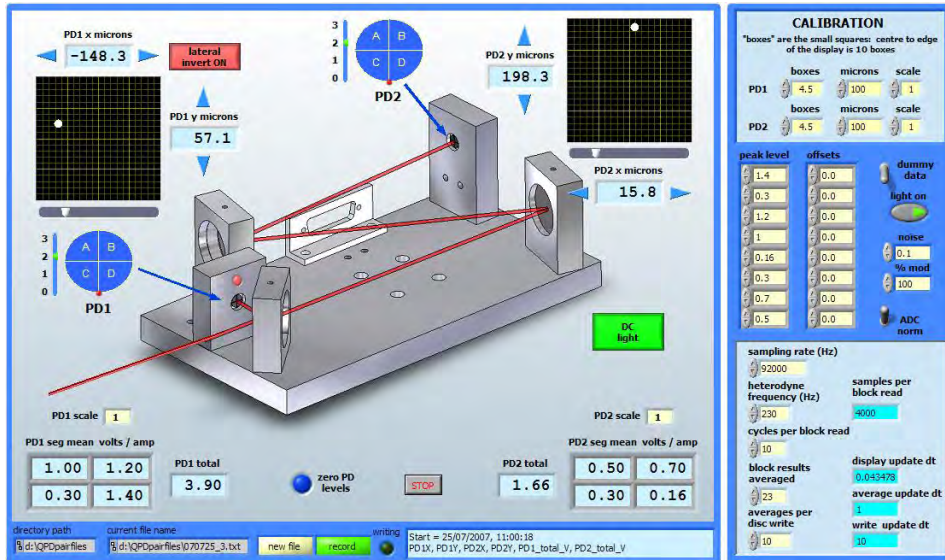 PD1 x microns
-148.3
lateral
invert ON
3
2
1
0
A B
C D
PD2
PD2 y microns
198.3
PD1 y microns
57.1
PD2 x microns
15.8
3
2
1
0
A B
C D
PD1
DC
light
PD1 scale 1
PD2 scale 1
PD1 seg mean volts / amp
1.00 1.20
0.30 1.40
PD1 total
3.90
zero PD
levels
STOP
PD2 total
1.66
PD2 seg mean volts / amp
0.50 0.70
0.30 0.16
directory path
d:\QPDpairfiles
current file name
d:\QPDpairfiles\070725_3.txt
new file
record
writing
Start = 25/07/2007, 11:00:18
PD1X, PD1Y, PD2X, PD2Y, PD1_total_V, PD2_total_V
CALIBRATION
"boxes" are the small squares: centre to edge
of the display is 10 boxes
boxes microns scale
PD1 4.5 100 1
boxes microns scale
PD2 4.5 100 1
peak level offsets
1.4 0.0
0.3 0.0
1.2 0.0
1 0.0
0.16 0.0
0.3 0.0
0.7 0.0
0.5 0.0
dummy
data
light on
noise
0.1
% mod
100
ADC
norm
sampling rate (Hz)
92000
heterodyne
frequency (Hz)
230
samples per
block read
4000
cycles per block read
10
block results
averaged
23
display update dt
0.043478
average update dt
1
averages per
disc write
10
write update dt
10